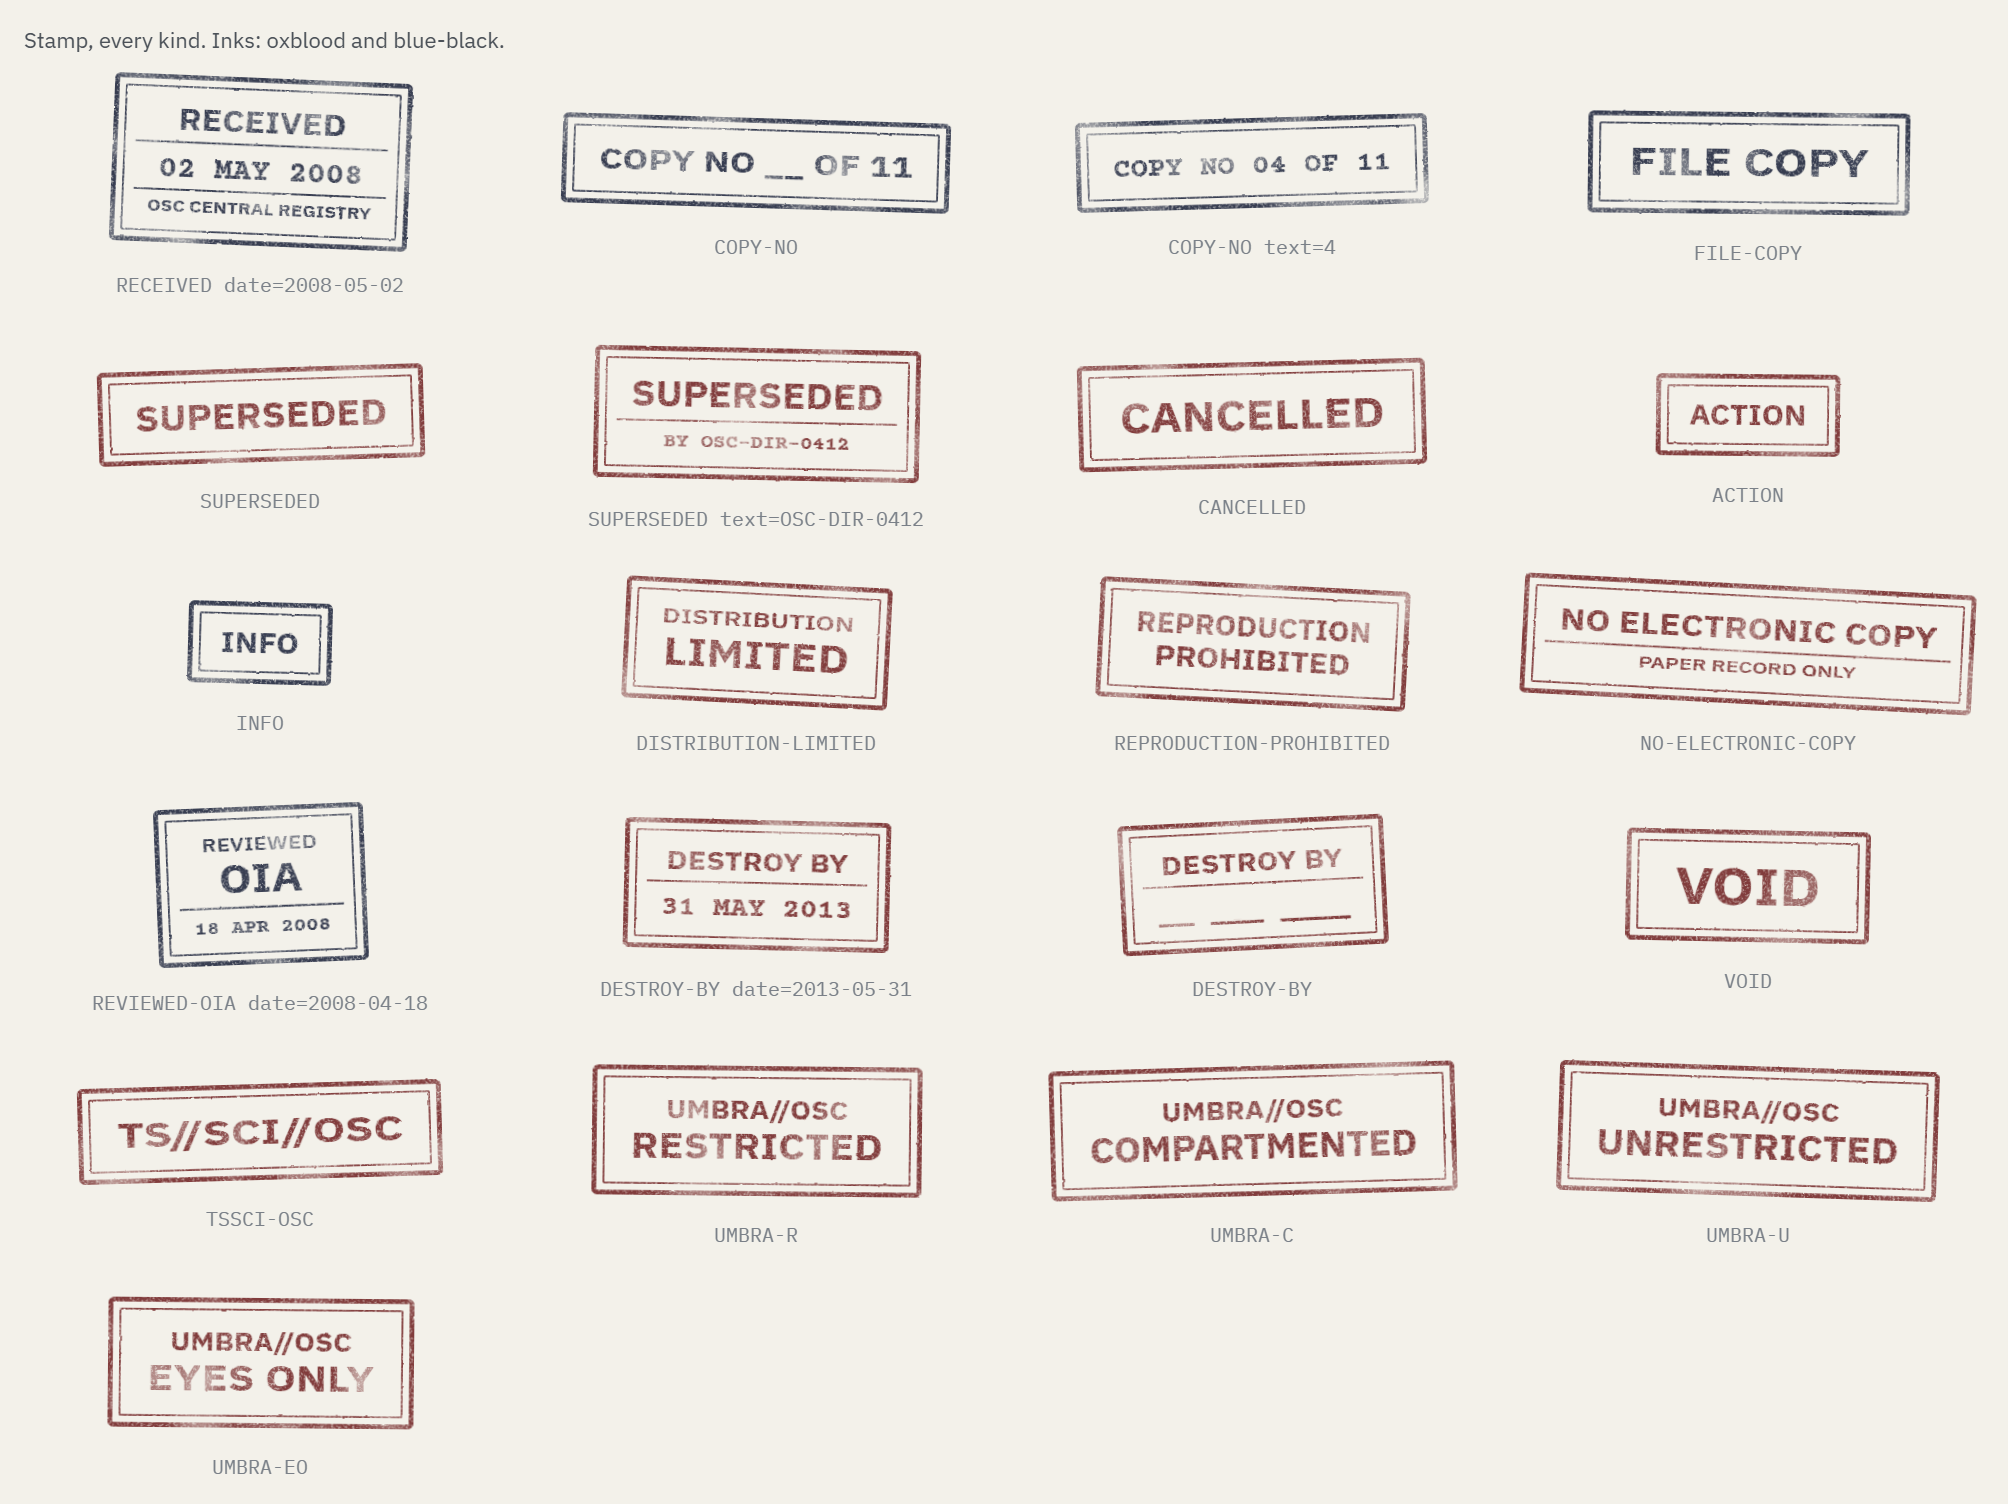 Stamp, every kind. Inks: oxblood and blue-black.
RECEIVED
02 MAY 2008
OSC CENTRAL REGISTRY
RECEIVED date=2008-05-02
COPY NO __ OF 11
COPY-NO
COPY NO 04 OF 11
COPY-NO text=4
FILE COPY
FILE-COPY
SUPERSEDED
SUPERSEDED
SUPERSEDED
BY OSC-DIR-0412
SUPERSEDED text=OSC-DIR-0412
CANCELLED
CANCELLED
ACTION
ACTION
INFO
INFO
DISTRIBUTION
LIMITED
DISTRIBUTION-LIMITED
REPRODUCTION
PROHIBITED
REPRODUCTION-PROHIBITED
NO ELECTRONIC COPY
PAPER RECORD ONLY
NO-ELECTRONIC-COPY
REVIEWED
OIA
18 APR 2008
REVIEWED-OIA date=2008-04-18
DESTROY BY
31 MAY 2013
DESTROY-BY date=2013-05-31
DESTROY BY
__ ___ ____
DESTROY-BY
VOID
VOID
TS//SCI//OSC
TSSCI-OSC
UMBRA//OSC
RESTRICTED
UMBRA-R
UMBRA//OSC
COMPARTMENTED
UMBRA-C
UMBRA//OSC
UNRESTRICTED
UMBRA-U
UMBRA//OSC
EYES ONLY
UMBRA-EO